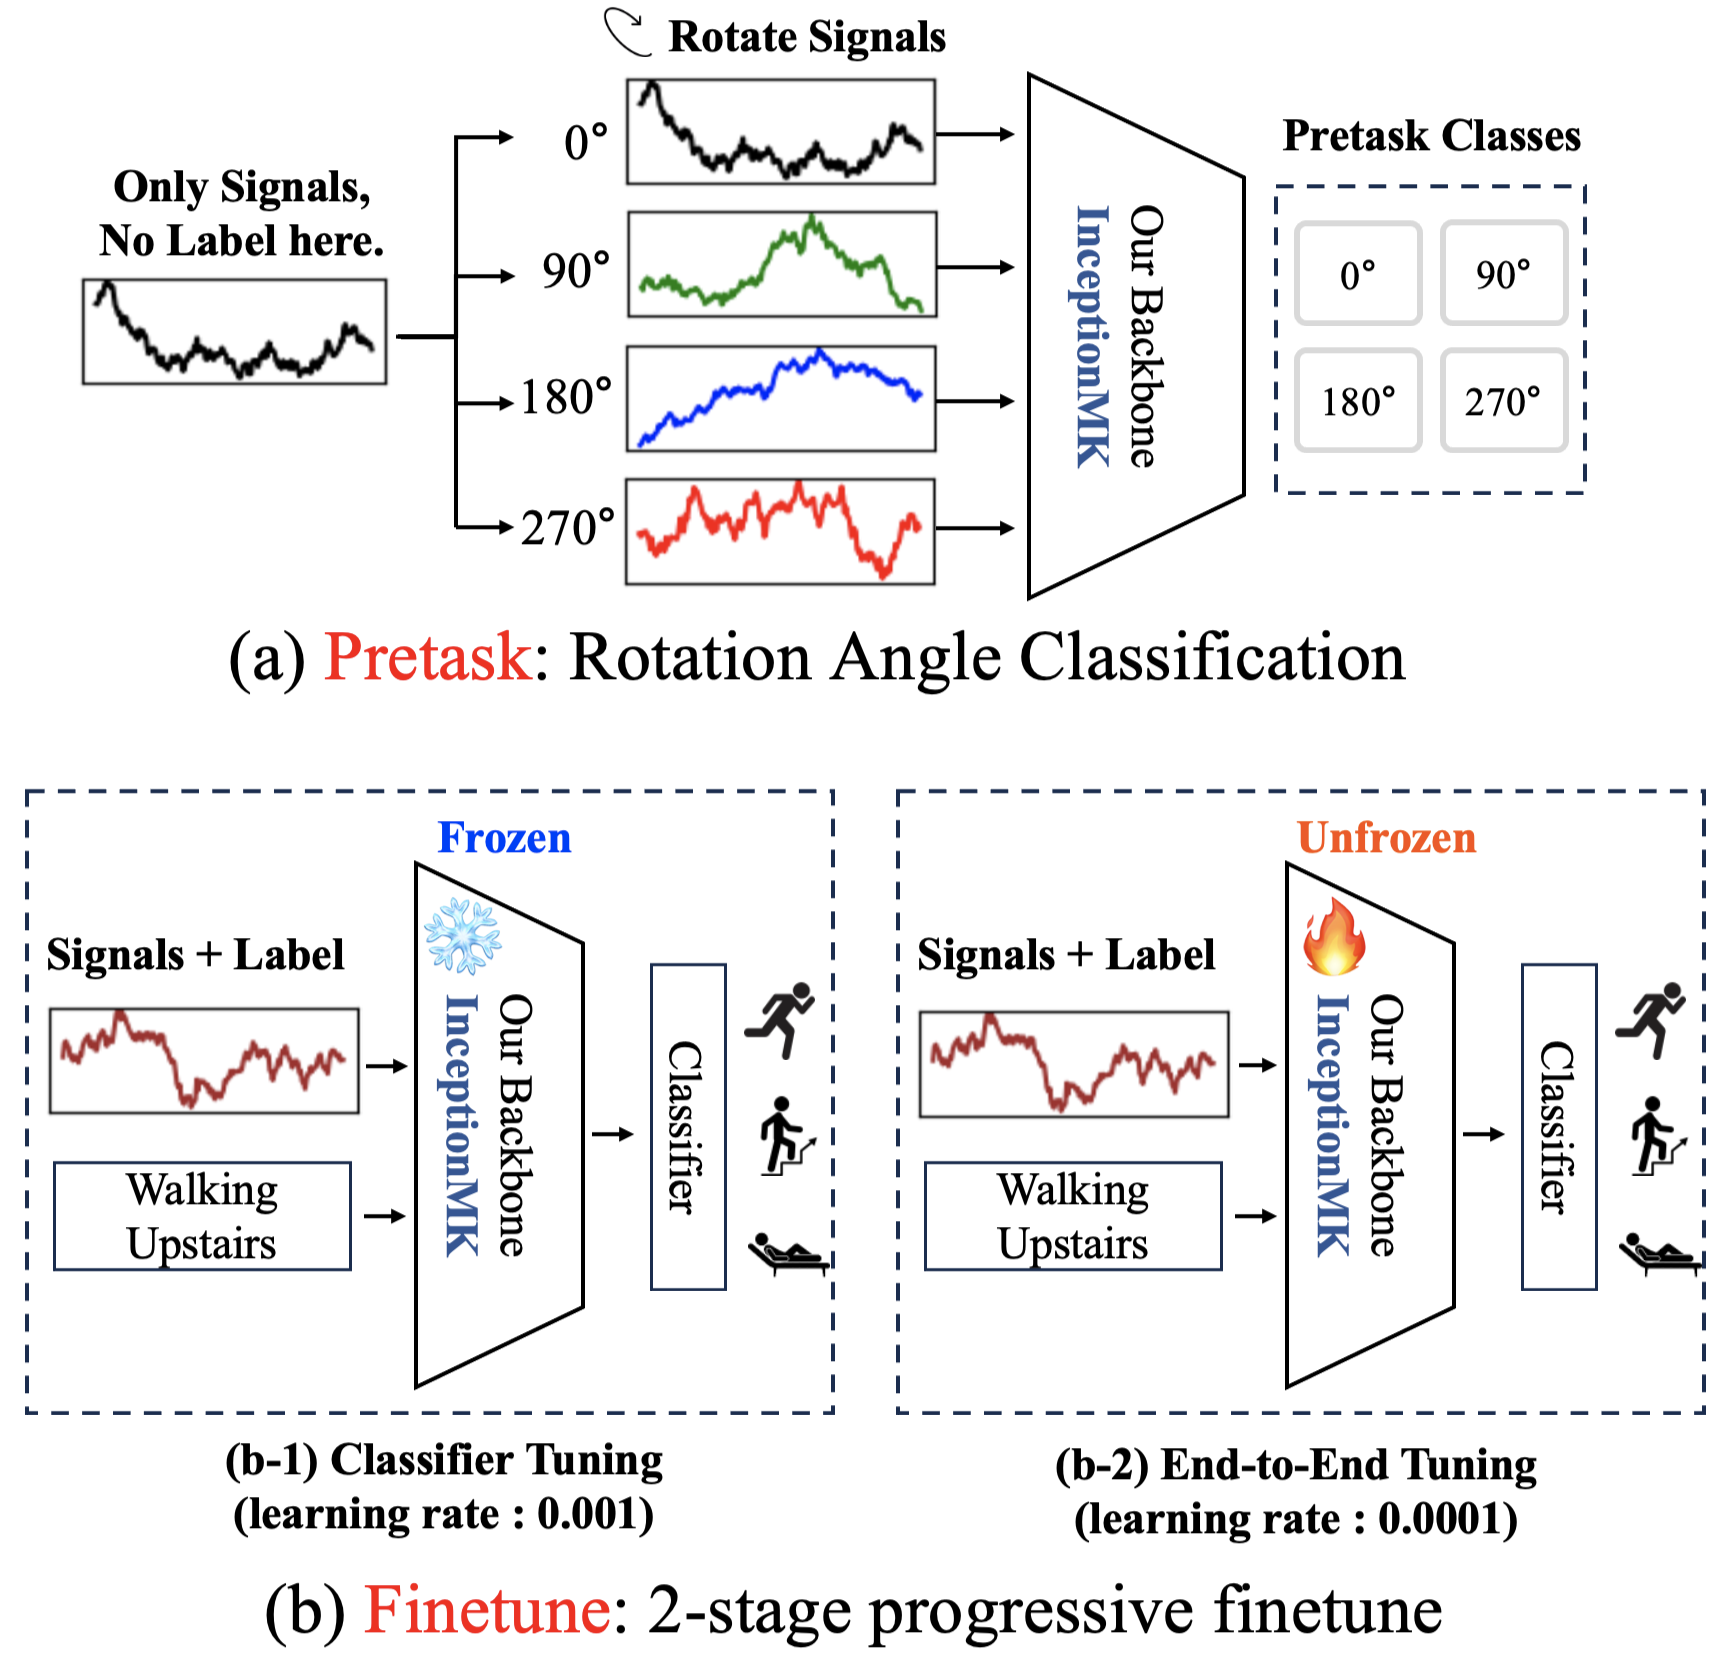 Rotate Signals
Only Signals,
No Label here.
0°
90°
180°
270°
Our Backbone
InceptionMK
Pretask Classes
0°
90°
180°
270°
(a) Pretask: Rotation Angle Classification
Frozen
Signals + Label
Walking
Upstairs
Our Backbone
InceptionMK
Classifier
(b-1) Classifier Tuning
(learning rate : 0.001)
Unfrozen
Signals + Label
Walking
Upstairs
Our Backbone
InceptionMK
Classifier
(b-2) End-to-End Tuning
(learning rate : 0.0001)
(b) Finetune: 2-stage progressive finetune